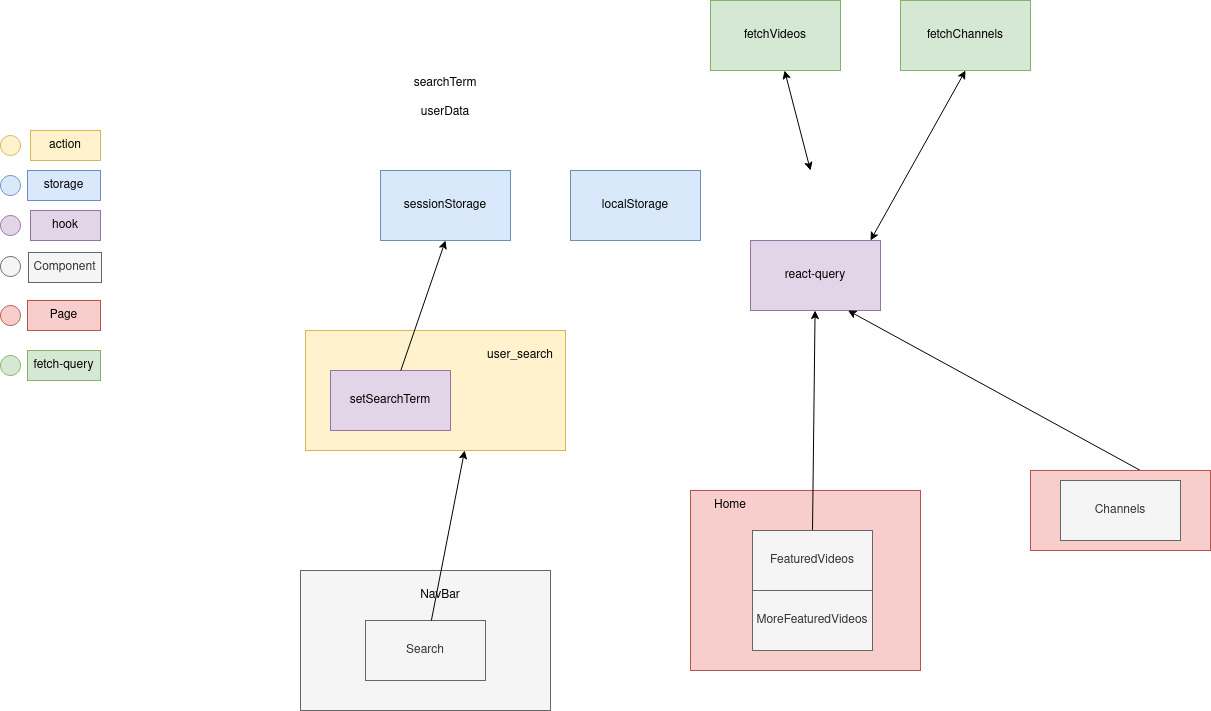 fetchVideos
fetchChannels
searchTerm
userData
action
storage
hook
Component
Page
fetch-query
sessionStorage
localStorage
react-query
user_search
setSearchTerm
Home
FeaturedVideos
MoreFeaturedVideos
Channels
NavBar
Search